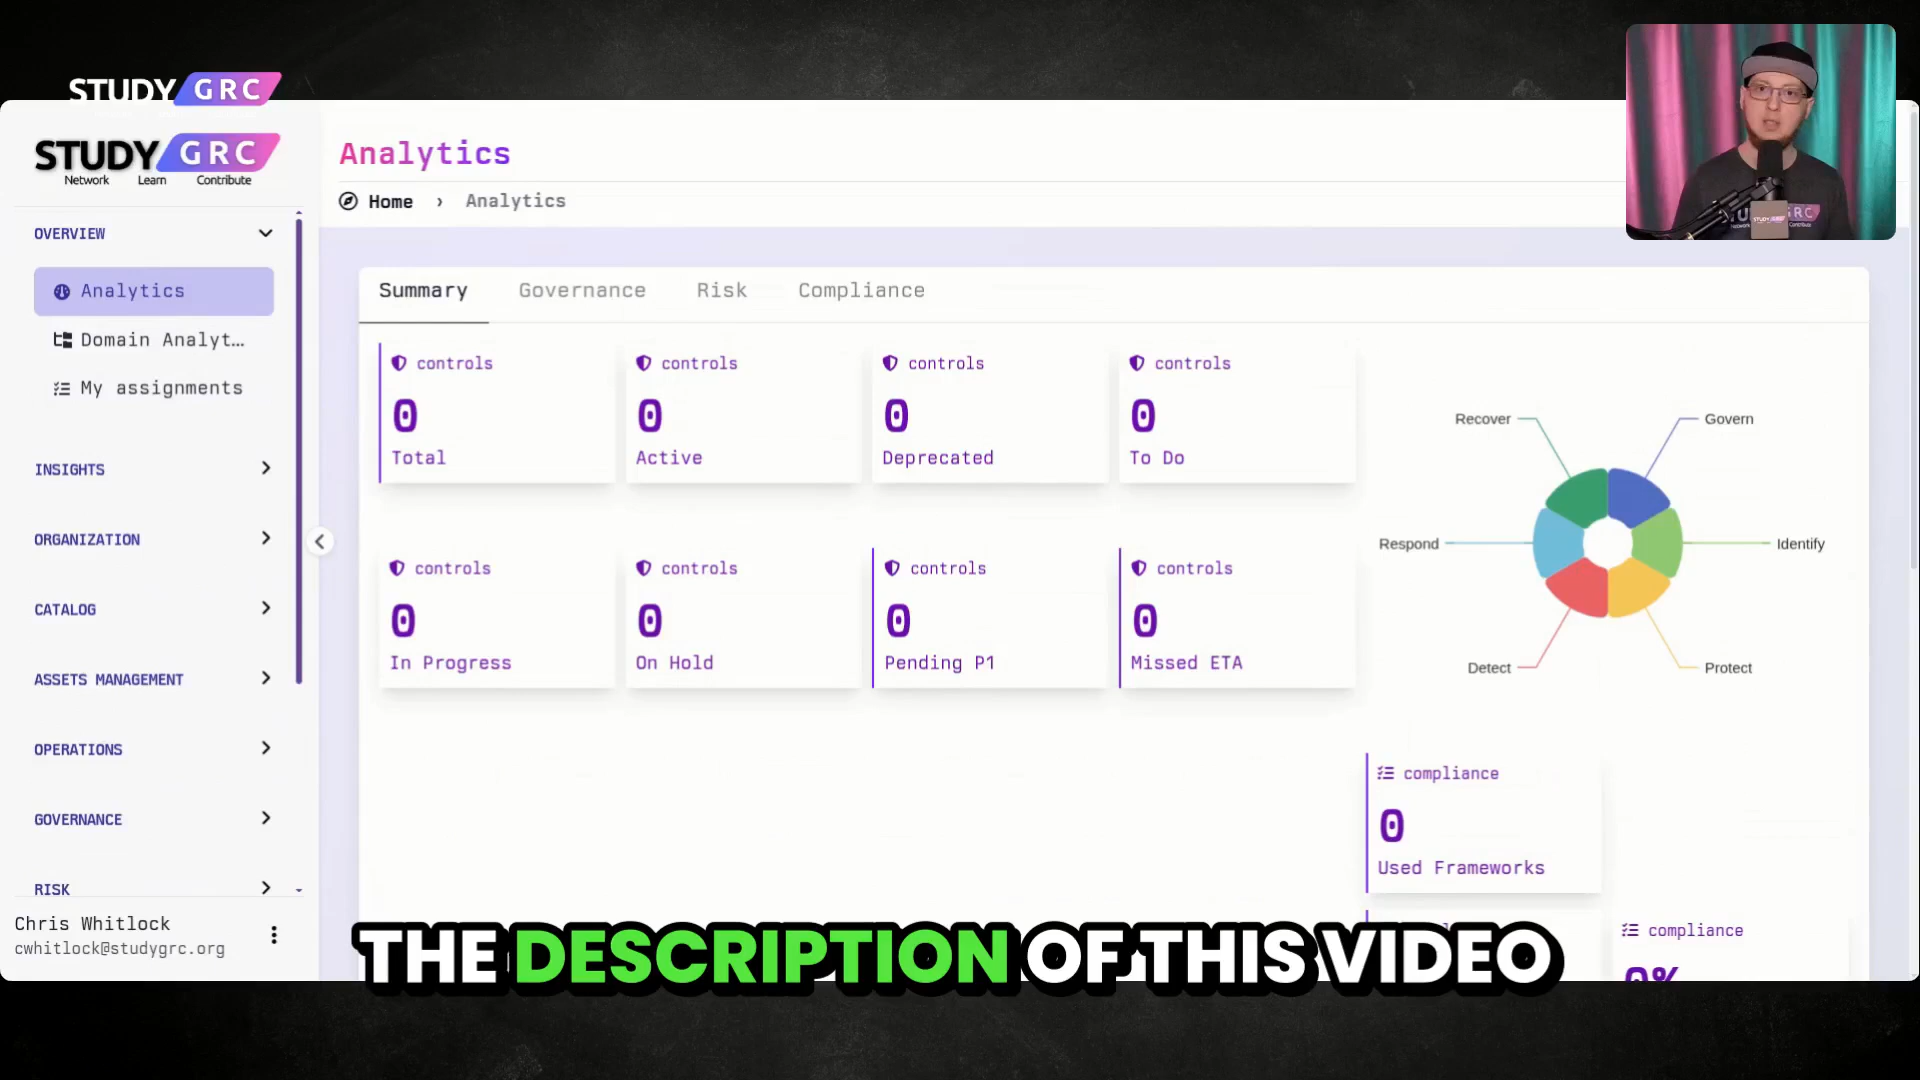 STUDY GRC
STUDY GRC
Network Learn Contribute
OVERVIEW
Analytics
Domain Analyt...
My assignments
INSIGHTS
ORGANIZATION
CATALOG
ASSETS MANAGEMENT
OPERATIONS
GOVERNANCE
RISK
Chris Whitlock
cwhitlock@studygrc.org
Analytics
Home › Analytics
Summary Governance Risk Compliance
controls
0
Total
controls
0
Active
controls
0
Deprecated
controls
0
To Do
controls
0
In Progress
controls
0
On Hold
controls
0
Pending P1
controls
0
Missed ETA
Recover
Govern
Respond
Identify
Detect
Protect
compliance
0
Used Frameworks
compliance
0%
THE DESCRIPTION OF THIS VIDEO